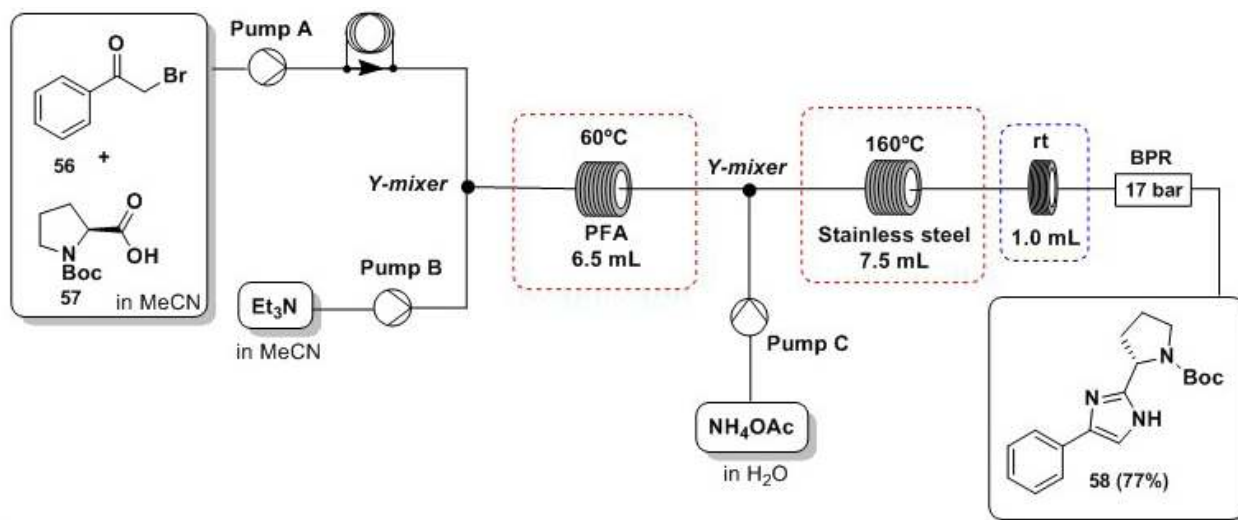 O
Br
56
+
O
OH
N
Boc
57
in MeCN
Pump A
Y-mixer
Et₃N
in MeCN
Pump B
60ºC
PFA
6.5 mL
Y-mixer
Pump C
NH₄OAc
in H₂O
160ºC
Stainless steel
7.5 mL
rt
1.0 mL
BPR
17 bar
N
Boc
N
NH
58 (77%)